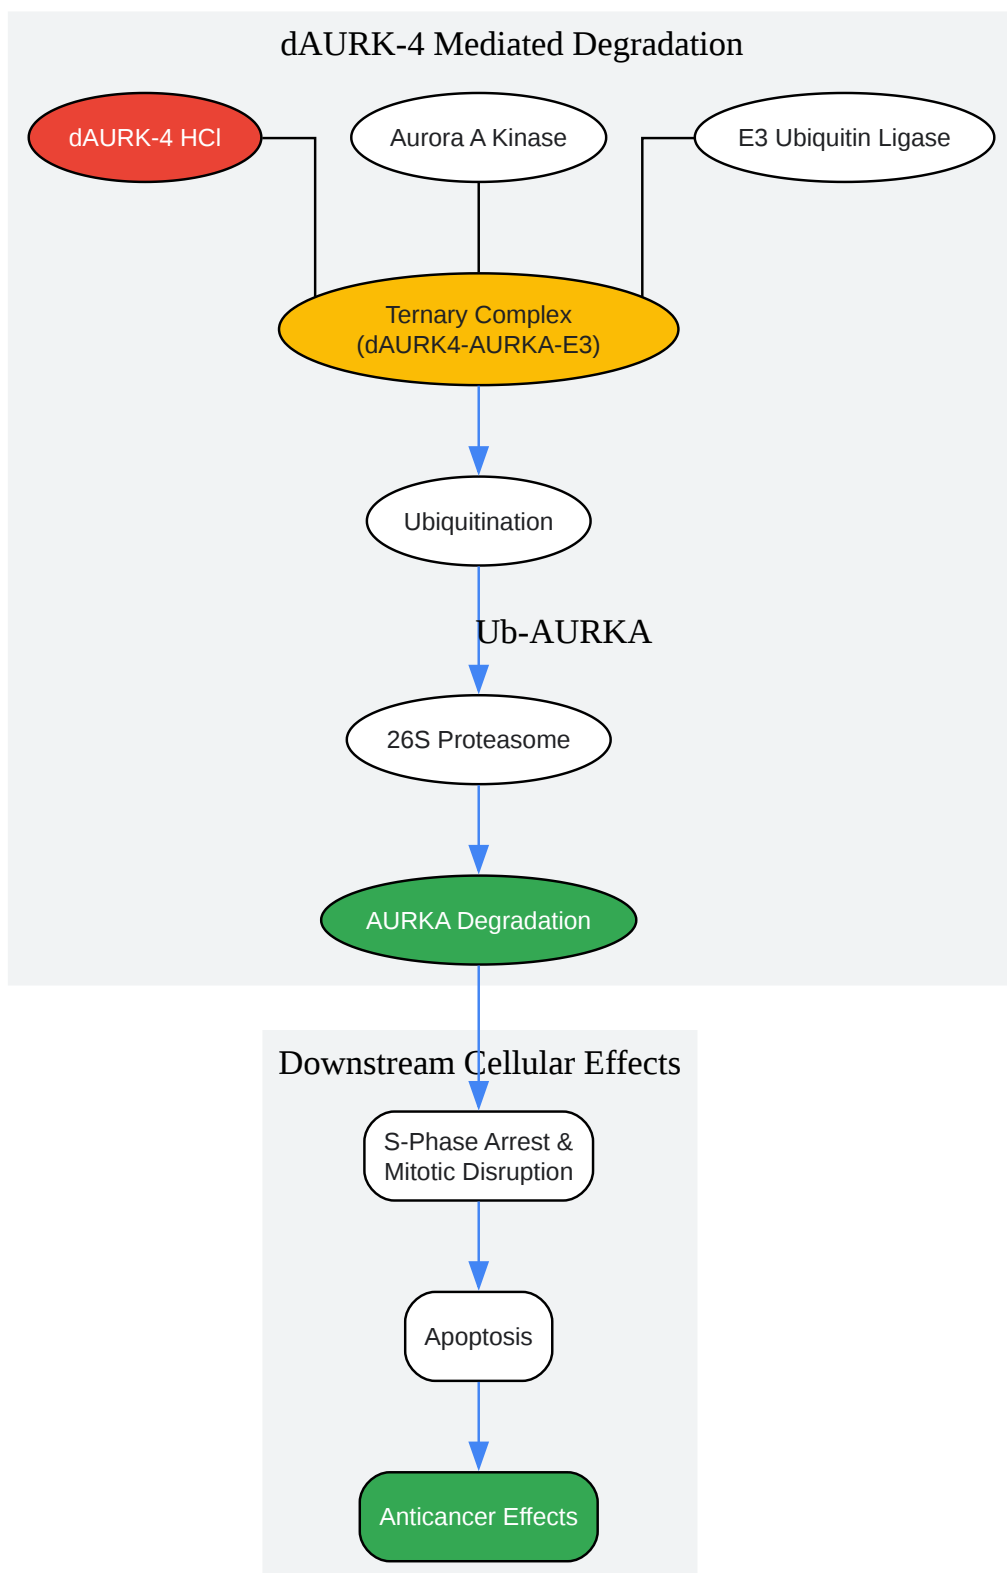 dAURK-4 Mediated Degradation
dAURK-4 HCl
Aurora A Kinase
E3 Ubiquitin Ligase
Ternary Complex
(dAURK4-AURKA-E3)
Ubiquitination
Ub-AURKA
26S Proteasome
AURKA Degradation
Downstream Cellular Effects
S-Phase Arrest &
Mitotic Disruption
Apoptosis
Anticancer Effects